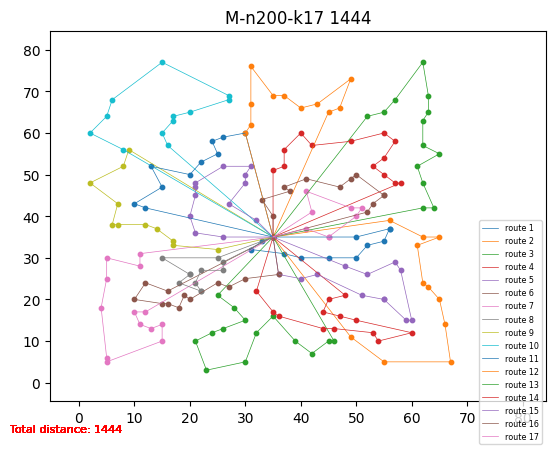 M-n200-k17 1444
80
70
60
50
40
30
20
10
0
0 10 20 30 40 50 60 70 80
route 1
route 2
route 3
route 4
route 5
route 6
route 7
route 8
route 9
route 10
route 11
route 12
route 13
route 14
route 15
route 16
route 17
Total distance: 1444